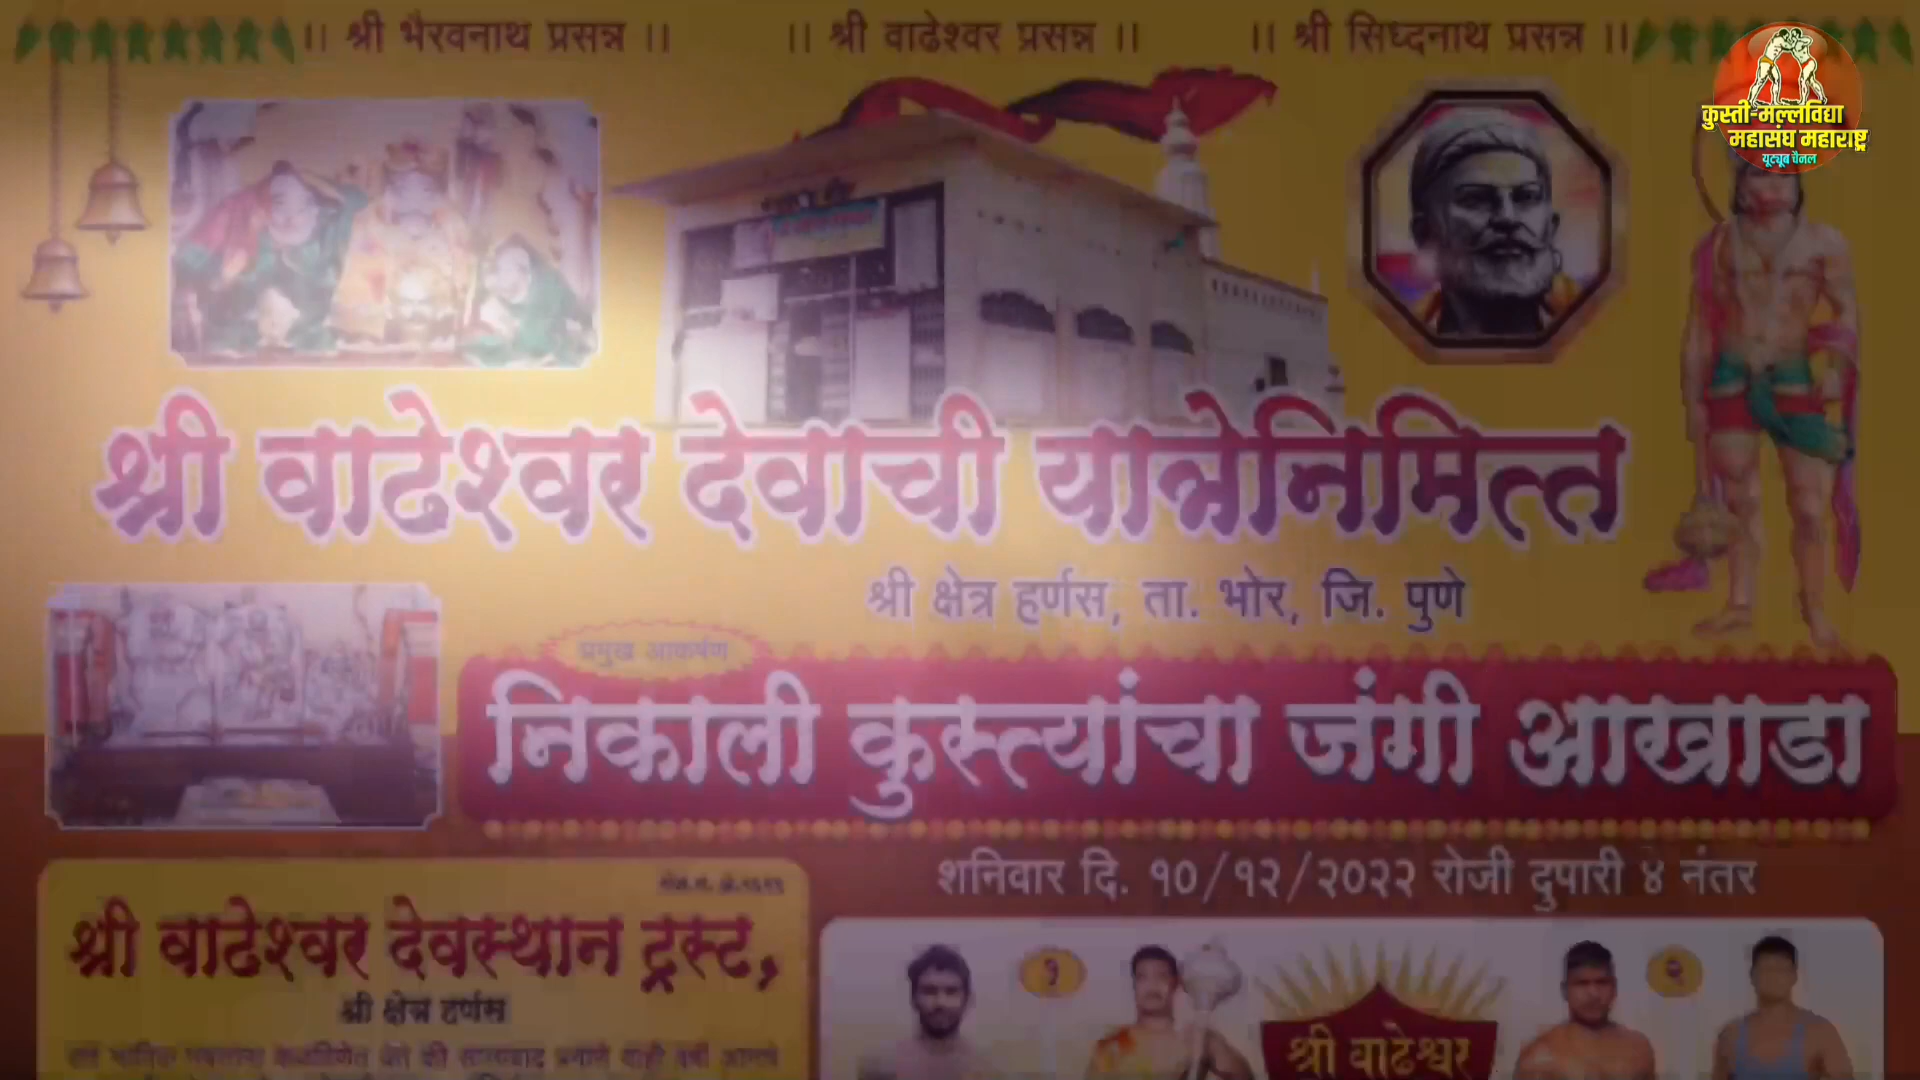 || श्री भैरवनाथ प्रसन्न ||
|| श्री वाढेश्वर प्रसन्न ||
|| श्री सिध्दनाथ प्रसन्न ||
कुस्ती-मल्लविद्या
महासंघ महाराष्ट्र
यूट्यूब चैनल
श्री वाढेश्वर देवाची यात्रेनिमित्त
श्री क्षेत्र हर्णस, ता. भोर, जि. पुणे
प्रमुख आकर्षण
निकाली कुस्त्यांचा जंगी आखाडा
शनिवार दि. १०/१२/२०२२ रोजी दुपारी ४ नंतर
श्री वाढेश्वर देवस्थान ट्रस्ट,
श्री क्षेत्र हर्णस
१
२
श्री वाढेश्वर